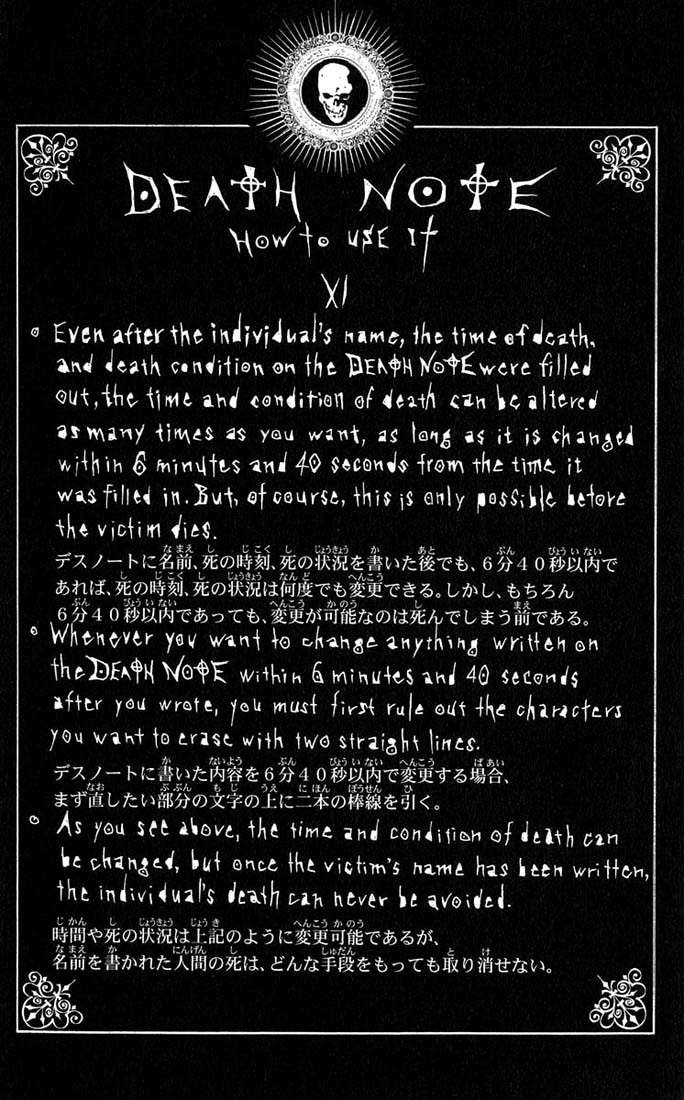 DEATH NOTE
HOW to USE IT
XI
Even after the individual's name, the time of death,
and death condition on the DEATH NOTE were filled
out, the time and condition of death can be altered
as many times as you want, as long as it is changed
within 6 minutes and 40 seconds from the time it
was filled in. But, of course, this is only possible before
the victim dies.
デスノートに名前、死の時刻、死の状況を書いた後でも、６分４０秒以内で
あれば、死の時刻、死の状況は何度でも変更できる。しかし、もちろん
６分４０秒以内であっても、変更が可能なのは死んでしまう前である。
Whenever you want to change anything written on
the DEATH NOTE within 6 minutes and 40 seconds
after you wrote, you must first rule out the characters
you want to erase with two straight lines.
デスノートに書いた内容を６分４０秒以内で変更する場合、
まず直したい部分の文字の上に二本の棒線を引く。
As you see above, the time and condition of death can
be changed, but once the victim's name has been written,
the individual's death can never be avoided.
時間や死の状況は上記のように変更可能であるが、
名前を書かれた人間の死は、どんな手段をもっても取り消せない。